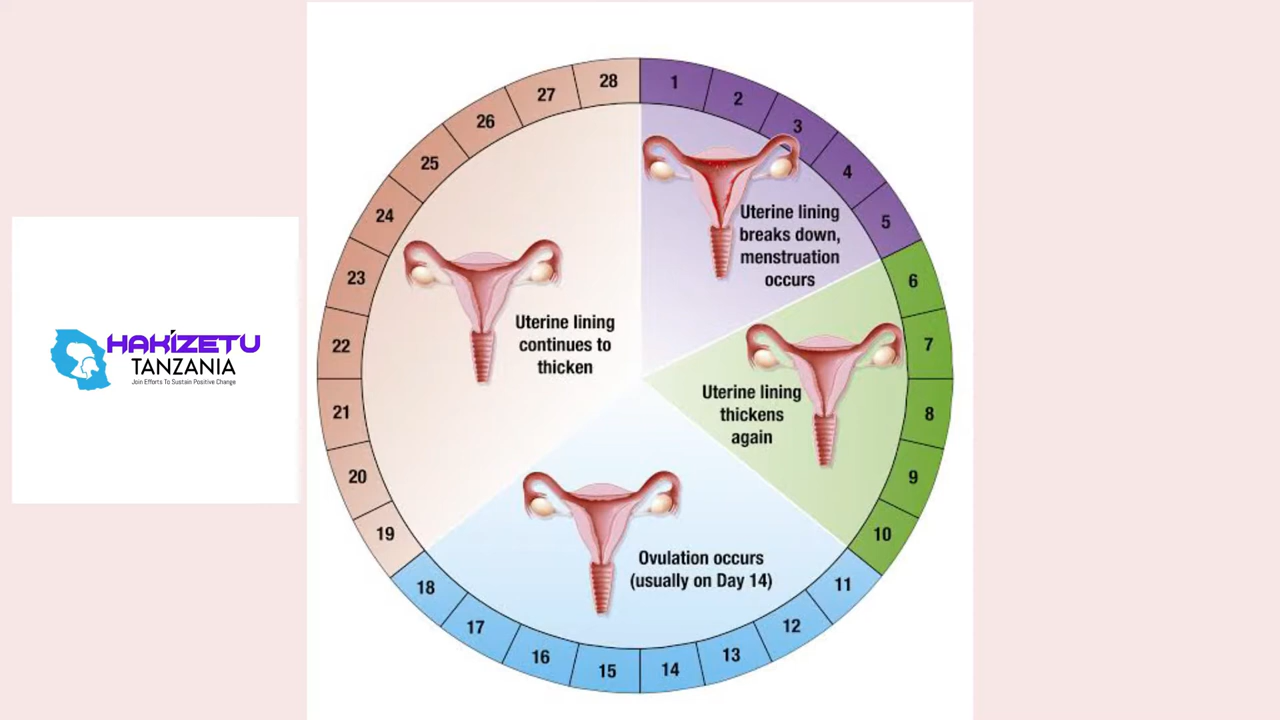 HAKIZETU
TANZANIA
Join Efforts To Sustain Positive Change
1
2
3
4
5
6
7
8
9
10
11
12
13
14
15
16
17
18
19
20
21
22
23
24
25
26
27
28
Uterine lining
breaks down,
menstruation
occurs
Uterine lining
thickens
again
Ovulation occurs
(usually on Day 14)
Uterine lining
continues to
thicken